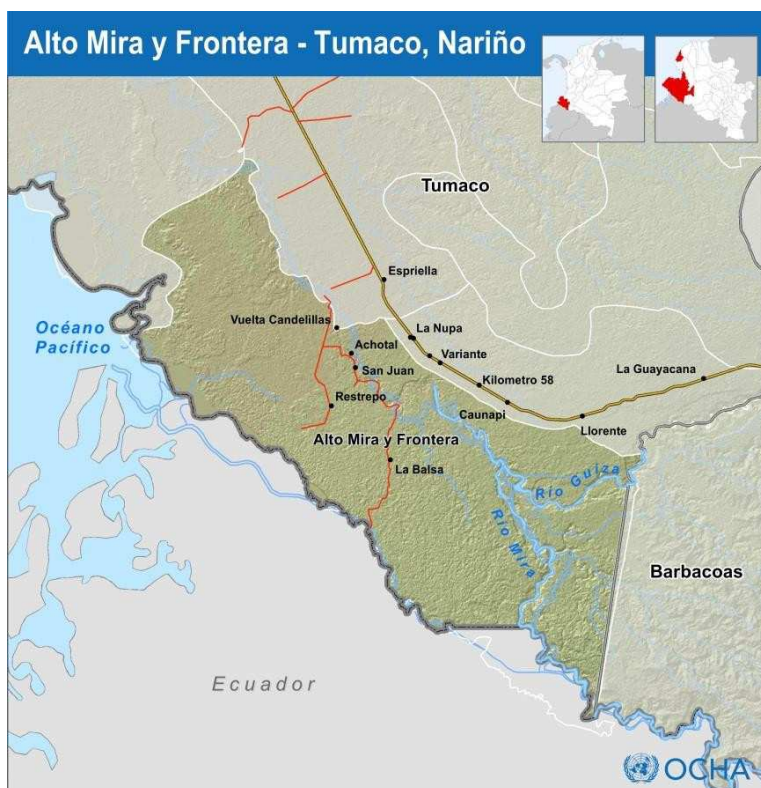 Alto Mira y Frontera - Tumaco, Nariño
Tumaco
Espriella
Océano
Pacífico
Vuelta Candelillas
La Nupa
Achotal
Variante
San Juan
La Guayacana
Kilometro 58
Restrepo
Caunapi
Llorente
Alto Mira y Frontera
La Balsa
Río Guíza
Río Mira
Barbacoas
Ecuador
OCHA